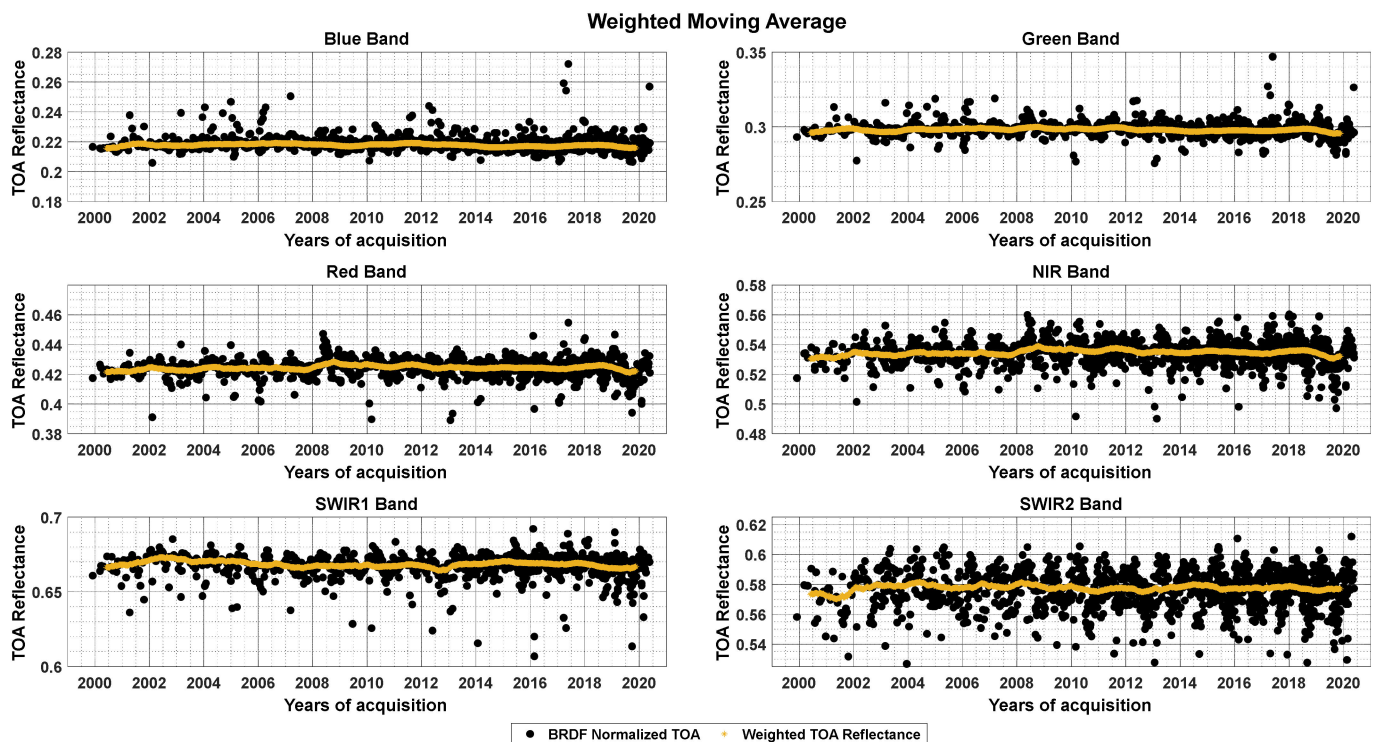 Weighted Moving Average
Blue Band
0.28
0.26
0.24
0.22
0.2
0.18
TOA Reflectance
2000 2002 2004 2006 2008 2010 2012 2014 2016 2018 2020
Years of acquisition
Green Band
0.35
0.3
0.25
TOA Reflectance
2000 2002 2004 2006 2008 2010 2012 2014 2016 2018 2020
Years of acquisition
Red Band
0.46
0.44
0.42
0.4
0.38
TOA Reflectance
2000 2002 2004 2006 2008 2010 2012 2014 2016 2018 2020
Years of acquisition
NIR Band
0.58
0.56
0.54
0.52
0.5
0.48
TOA Reflectance
2000 2002 2004 2006 2008 2010 2012 2014 2016 2018 2020
Years of acquisition
SWIR1 Band
0.7
0.65
0.6
TOA Reflectance
2000 2002 2004 2006 2008 2010 2012 2014 2016 2018 2020
Years of acquisition
SWIR2 Band
0.62
0.6
0.58
0.56
0.54
TOA Reflectance
2000 2002 2004 2006 2008 2010 2012 2014 2016 2018 2020
Years of acquisition
BRDF Normalized TOA Weighted TOA Reflectance